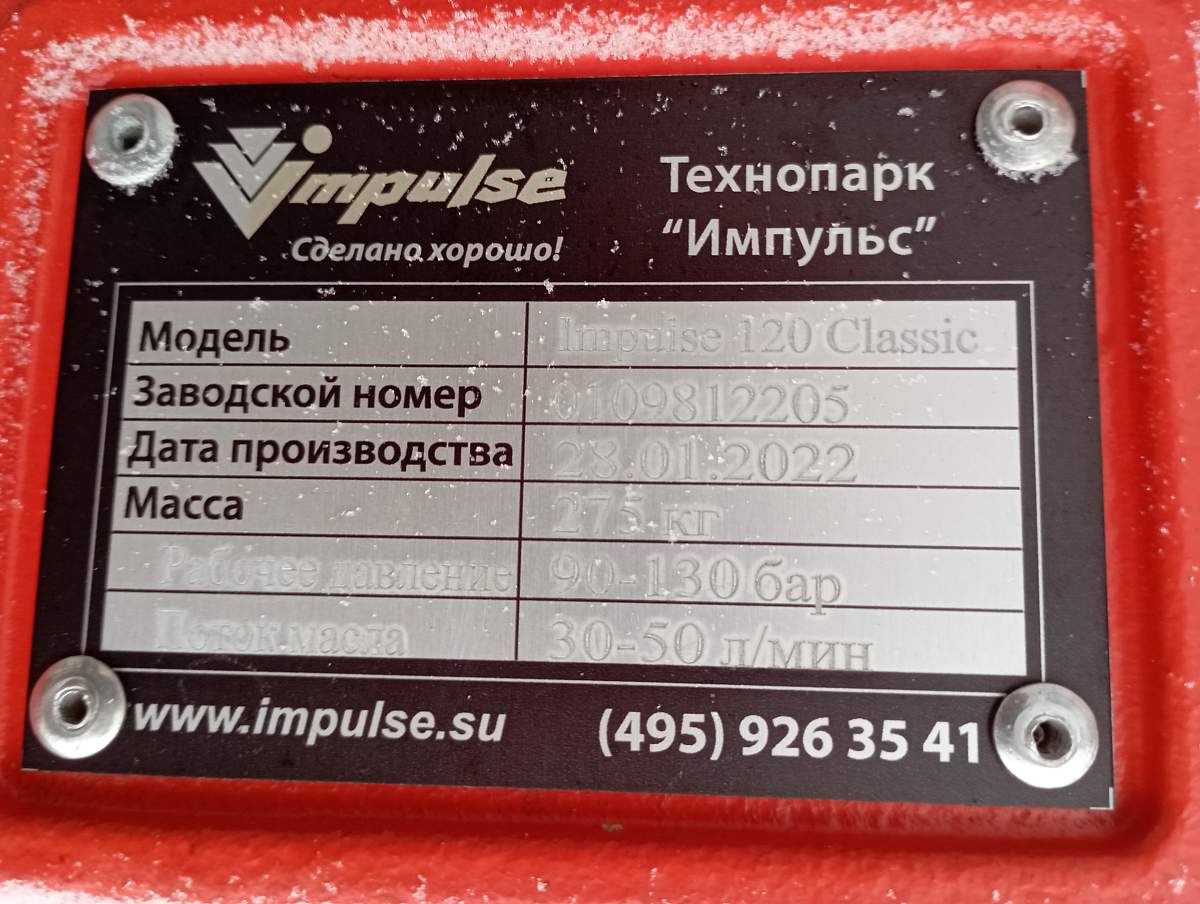 impulse
Сделано хорошо!
Технопарк
“Импульс”
Модель Impulse 120 Classic
Заводской номер 0109812205
Дата производства 28.01.2022
Масса 275 кг
Рабочее давление 90-130 бар
Поток масла 30-50 л/мин
www.impulse.su (495) 926 35 41